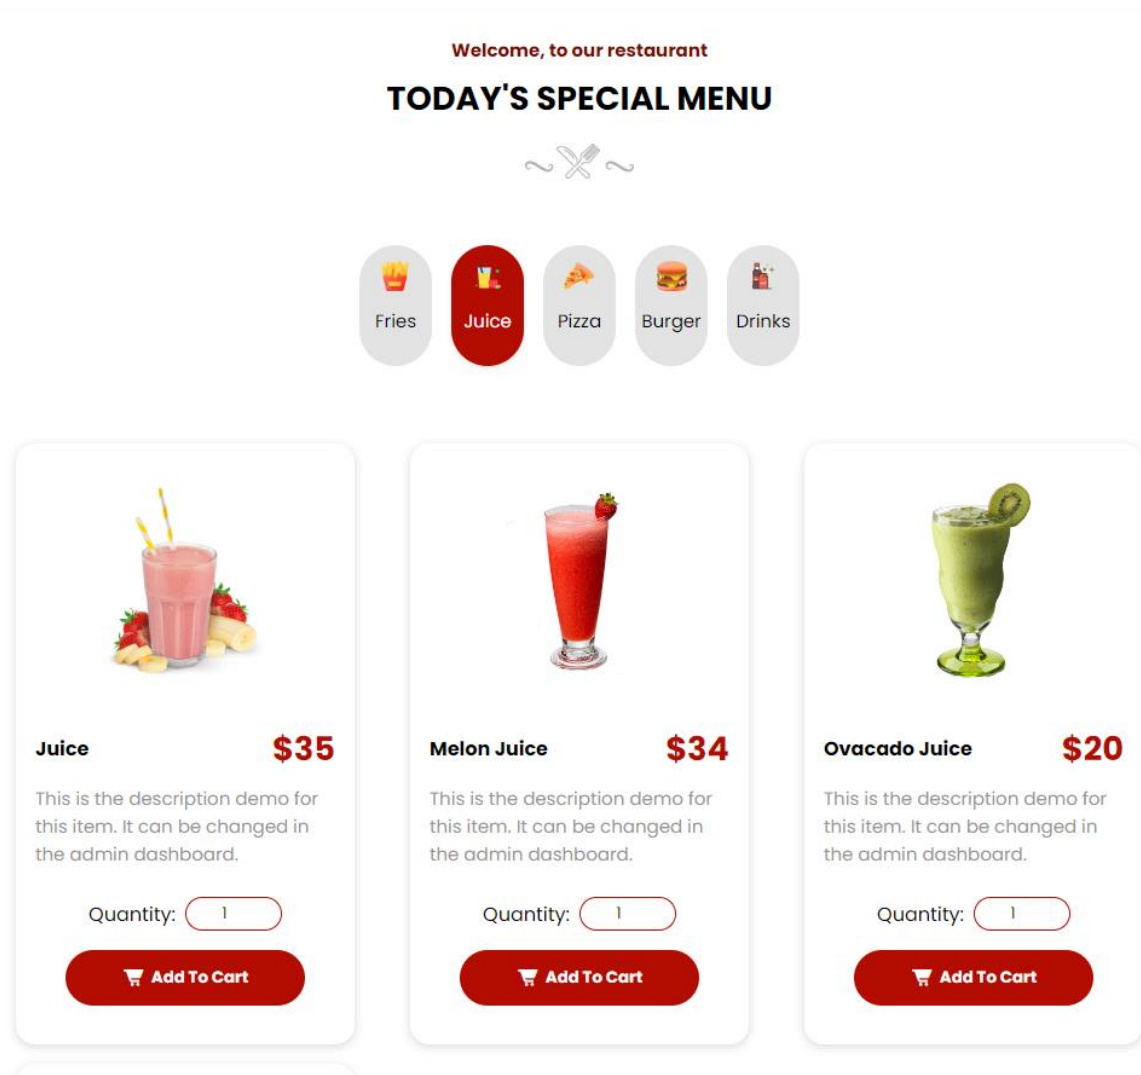 Welcome, to our restaurant
TODAY'S SPECIAL MENU
Fries
Juice
Pizza
Burger
Drinks
Juice $35
This is the description demo for
this item. It can be changed in
the admin dashboard.
Quantity: 1
Add To Cart
Melon Juice $34
This is the description demo for
this item. It can be changed in
the admin dashboard.
Quantity: 1
Add To Cart
Ovacado Juice $20
This is the description demo for
this item. It can be changed in
the admin dashboard.
Quantity: 1
Add To Cart